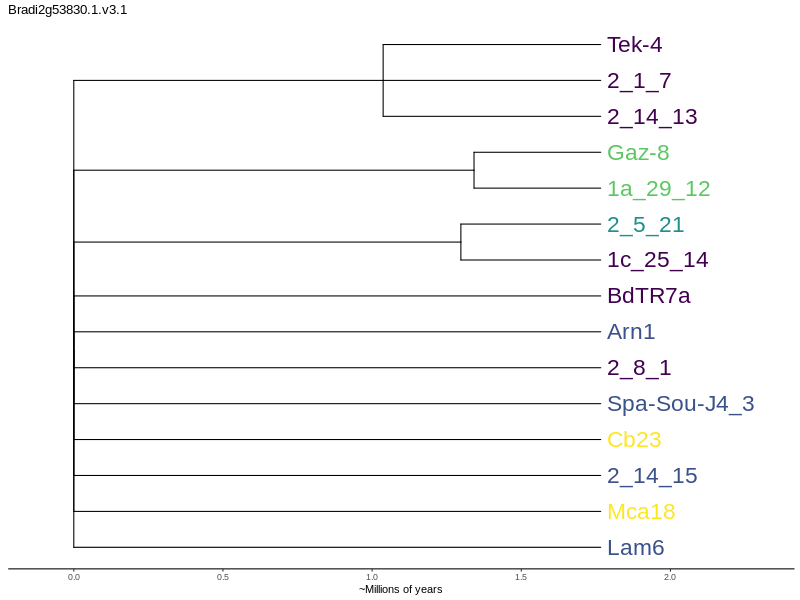 Bradi2g53830.1.v3.1
Tek-4
2_1_7
2_14_13
Gaz-8
1a_29_12
2_5_21
1c_25_14
BdTR7a
Arn1
2_8_1
Spa-Sou-J4_3
Cb23
2_14_15
Mca18
Lam6
0.0 0.5 1.0 1.5 2.0
~Millions of years